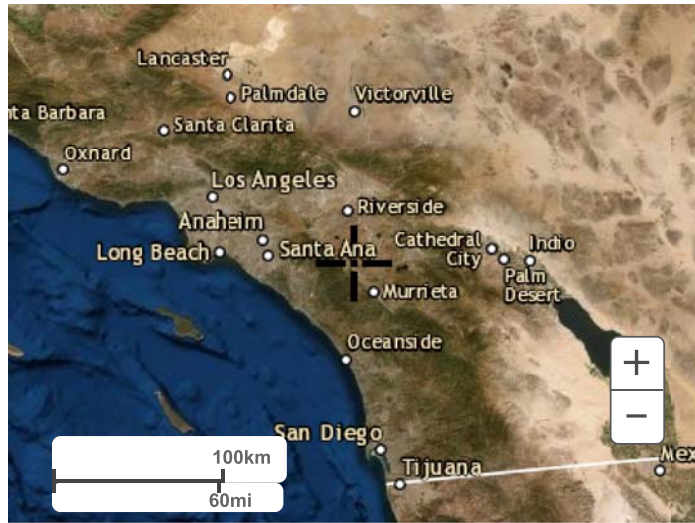 Lancaster
Palmdale
Victorville
nta Barbara
Santa Clarita
Oxnard
Los Angeles
Riverside
Anaheim
Long Beach
Santa Ana
Cathedral
City
Indio
Palm
Desert
Murrieta
Oceanside
+
−
San Diego
Tijuana
Mex
100km
60mi